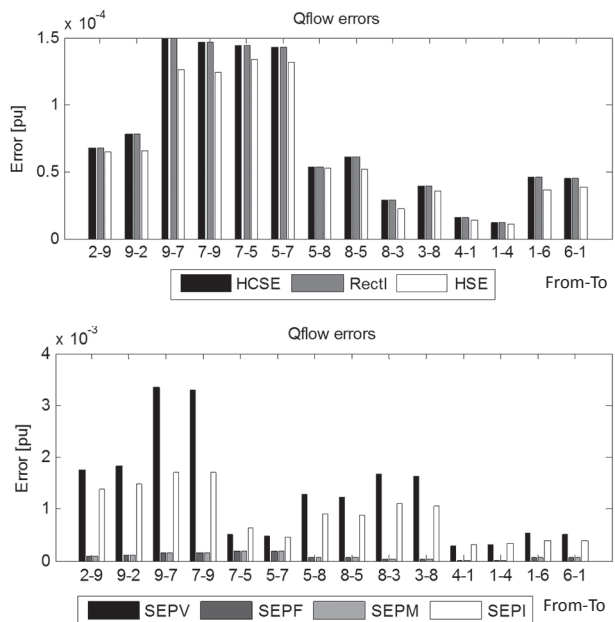 Qflow errors
x 10^-4
1.5
1
0.5
0
Error [pu]
2-9 9-2 9-7 7-9 7-5 5-7 5-8 8-5 8-3 3-8 4-1 1-4 1-6 6-1
HCSE RectI HSE
From-To
Qflow errors
x 10^-3
4
3
2
1
0
Error [pu]
2-9 9-2 9-7 7-9 7-5 5-7 5-8 8-5 8-3 3-8 4-1 1-4 1-6 6-1
SEPV SEPF SEPM SEPI
From-To